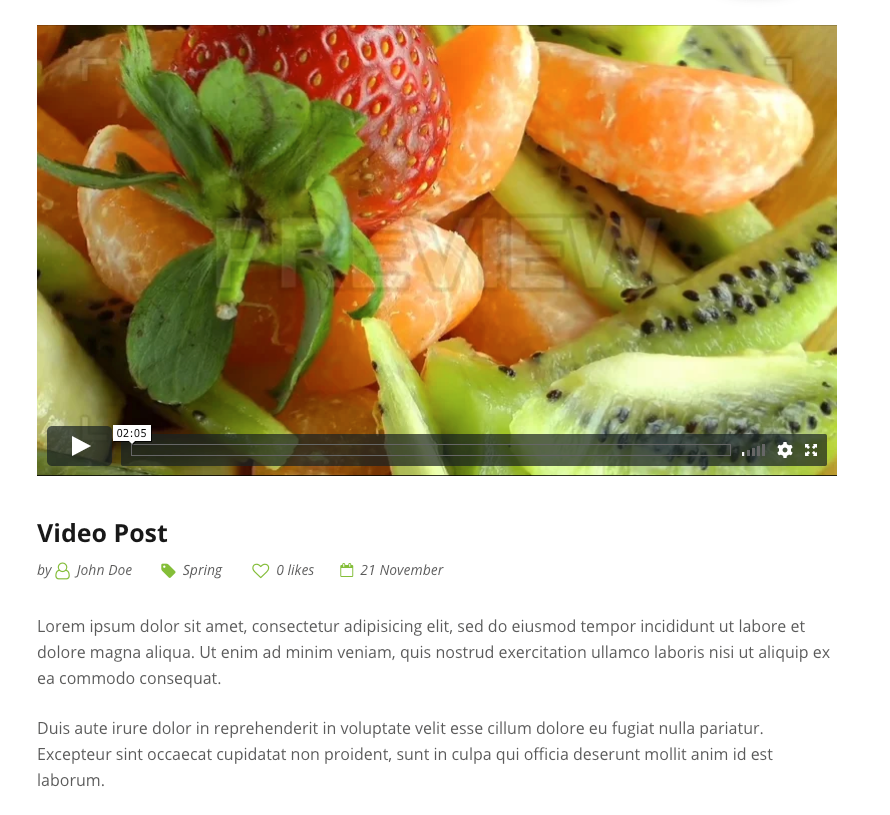 PREVIEW
02:05
Video Post
by John Doe Spring 0 likes 21 November
Lorem ipsum dolor sit amet, consectetur adipisicing elit, sed do eiusmod tempor incididunt ut labore et
dolore magna aliqua. Ut enim ad minim veniam, quis nostrud exercitation ullamco laboris nisi ut aliquip ex
ea commodo consequat.
Duis aute irure dolor in reprehenderit in voluptate velit esse cillum dolore eu fugiat nulla pariatur.
Excepteur sint occaecat cupidatat non proident, sunt in culpa qui officia deserunt mollit anim id est
laborum.